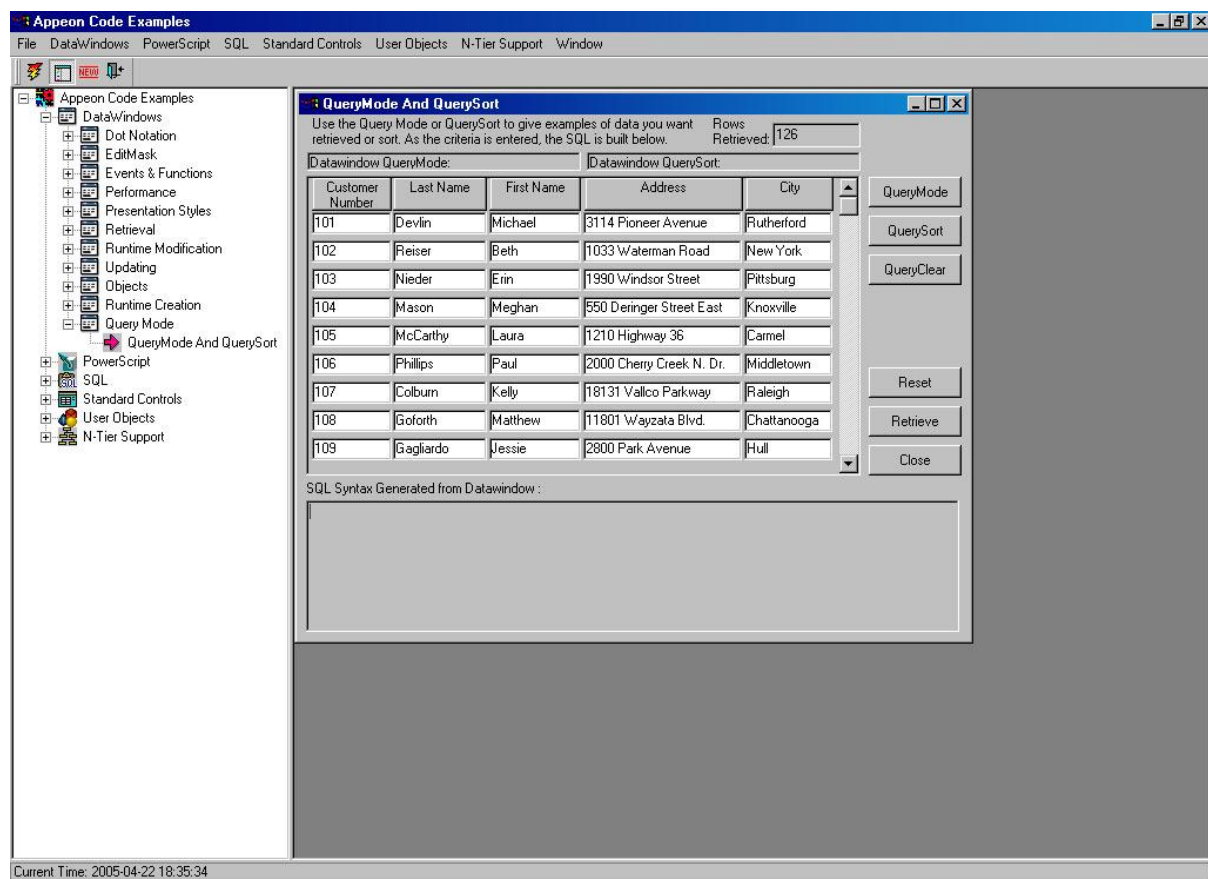 Appeon Code Examples
File DataWindows PowerScript SQL Standard Controls User Objects N-Tier Support Window
NEW
Appeon Code Examples
DataWindows
Dot Notation
EditMask
Events & Functions
Performance
Presentation Styles
Retrieval
Runtime Modification
Updating
Objects
Runtime Creation
Query Mode
QueryMode And QuerySort
PowerScript
SQL
Standard Controls
User Objects
N-Tier Support
QueryMode And QuerySort
Use the Query Mode or QuerySort to give examples of data you want
retrieved or sort. As the criteria is entered, the SQL is built below.
Rows
Retrieved: 126
Datawindow QueryMode: Datawindow QuerySort:
Customer Number Last Name First Name Address City
101 Devlin Michael 3114 Pioneer Avenue Rutherford
102 Reiser Beth 1033 Waterman Road New York
103 Nieder Erin 1990 Windsor Street Pittsburg
104 Mason Meghan 550 Deringer Street East Knoxville
105 McCarthy Laura 1210 Highway 36 Carmel
106 Phillips Paul 2000 Cherry Creek N. Dr. Middletown
107 Colburn Kelly 18131 Vallco Parkway Raleigh
108 Goforth Matthew 11801 Wayzata Blvd. Chattanooga
109 Gagliardo Jessie 2800 Park Avenue Hull
QueryMode
QuerySort
QueryClear
Reset
Retrieve
Close
SQL Syntax Generated from Datawindow :
Current Time: 2005-04-22 18:35:34